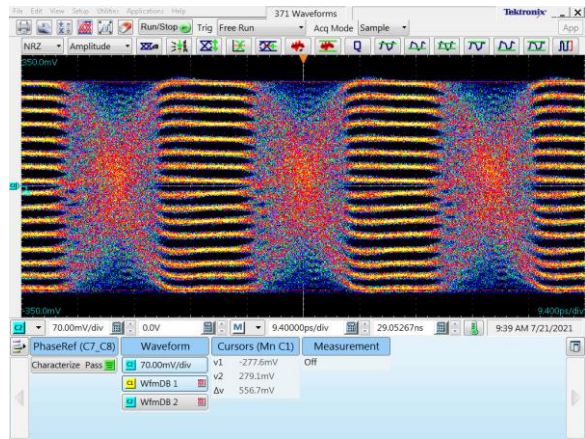 File Edit View Setup Utilities Applications Help
371 Waveforms
Tektronix
Run/Stop Trig Free Run Acq Mode Sample App
NRZ Amplitude
350.0mV
-350.0mV 9.400ps/div
C2 70.00mV/div 0.0V M 9.40000ps/div 29.05267ns 9:39 AM 7/21/2021
PhaseRef (C7_C8) Waveform Cursors (Mn C1) Measurement
Characterize Pass 70.00mV/div v1 -277.6mV Off
WfmDB 1 v2 279.1mV
Δv 556.7mV
WfmDB 2